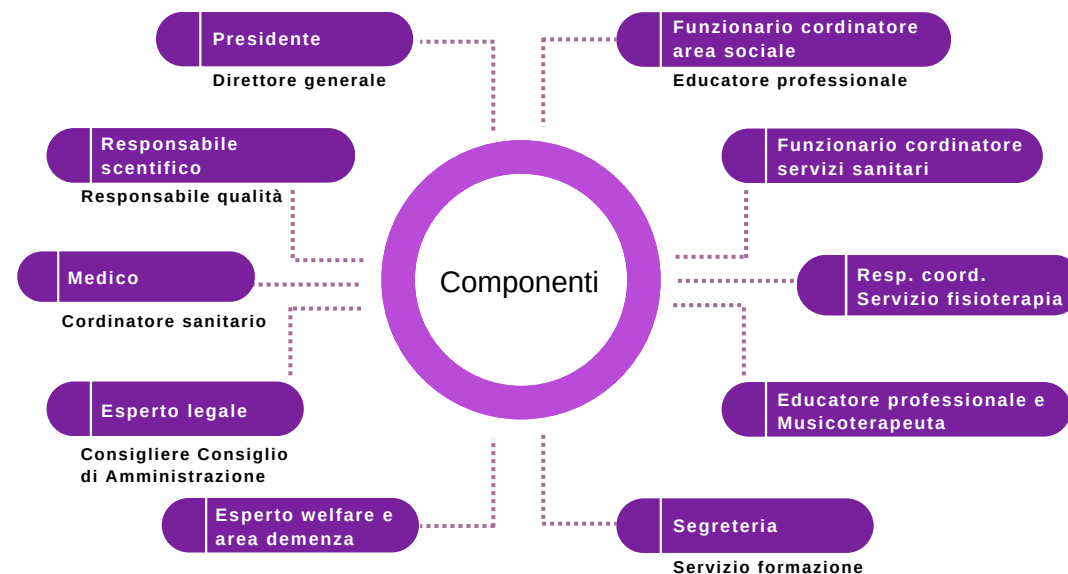 Presidente
Direttore generale
Responsabile
scentifico
Responsabile qualità
Medico
Cordinatore sanitario
Esperto legale
Consigliere Consiglio
di Amministrazione
Esperto welfare e
area demenza
Componenti
Funzionario cordinatore
area sociale
Educatore professionale
Funzionario cordinatore
servizi sanitari
Resp. coord.
Servizio fisioterapia
Educatore professionale e
Musicoterapeuta
Segreteria
Servizio formazione